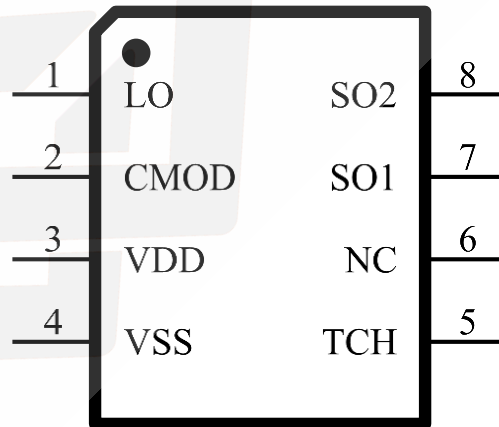 1 LO SO2 8
2 CMOD SO1 7
3 VDD NC 6
4 VSS TCH 5